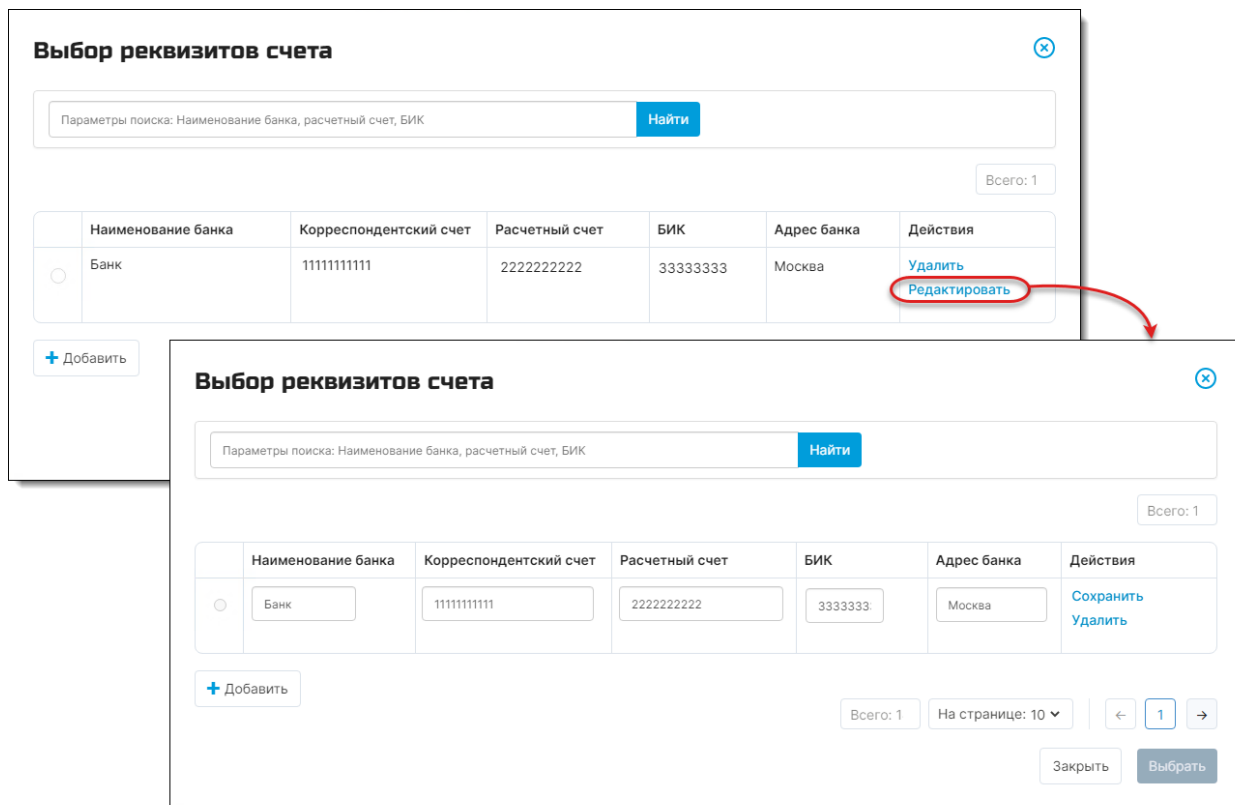 Выбор реквизитов счета
Параметры поиска: Наименование банка, расчетный счет, БИК Найти
Всего: 1
Наименование банка Корреспондентский счет Расчетный счет БИК Адрес банка Действия
Банк 11111111111 2222222222 33333333 Москва Удалить
Редактировать
+ Добавить
Выбор реквизитов счета
Параметры поиска: Наименование банка, расчетный счет, БИК Найти
Всего: 1
Наименование банка Корреспондентский счет Расчетный счет БИК Адрес банка Действия
Банк 11111111111 2222222222 3333333 Москва Сохранить
Удалить
+ Добавить
Всего: 1 На странице: 10 ← 1 →
Закрыть Выбрать